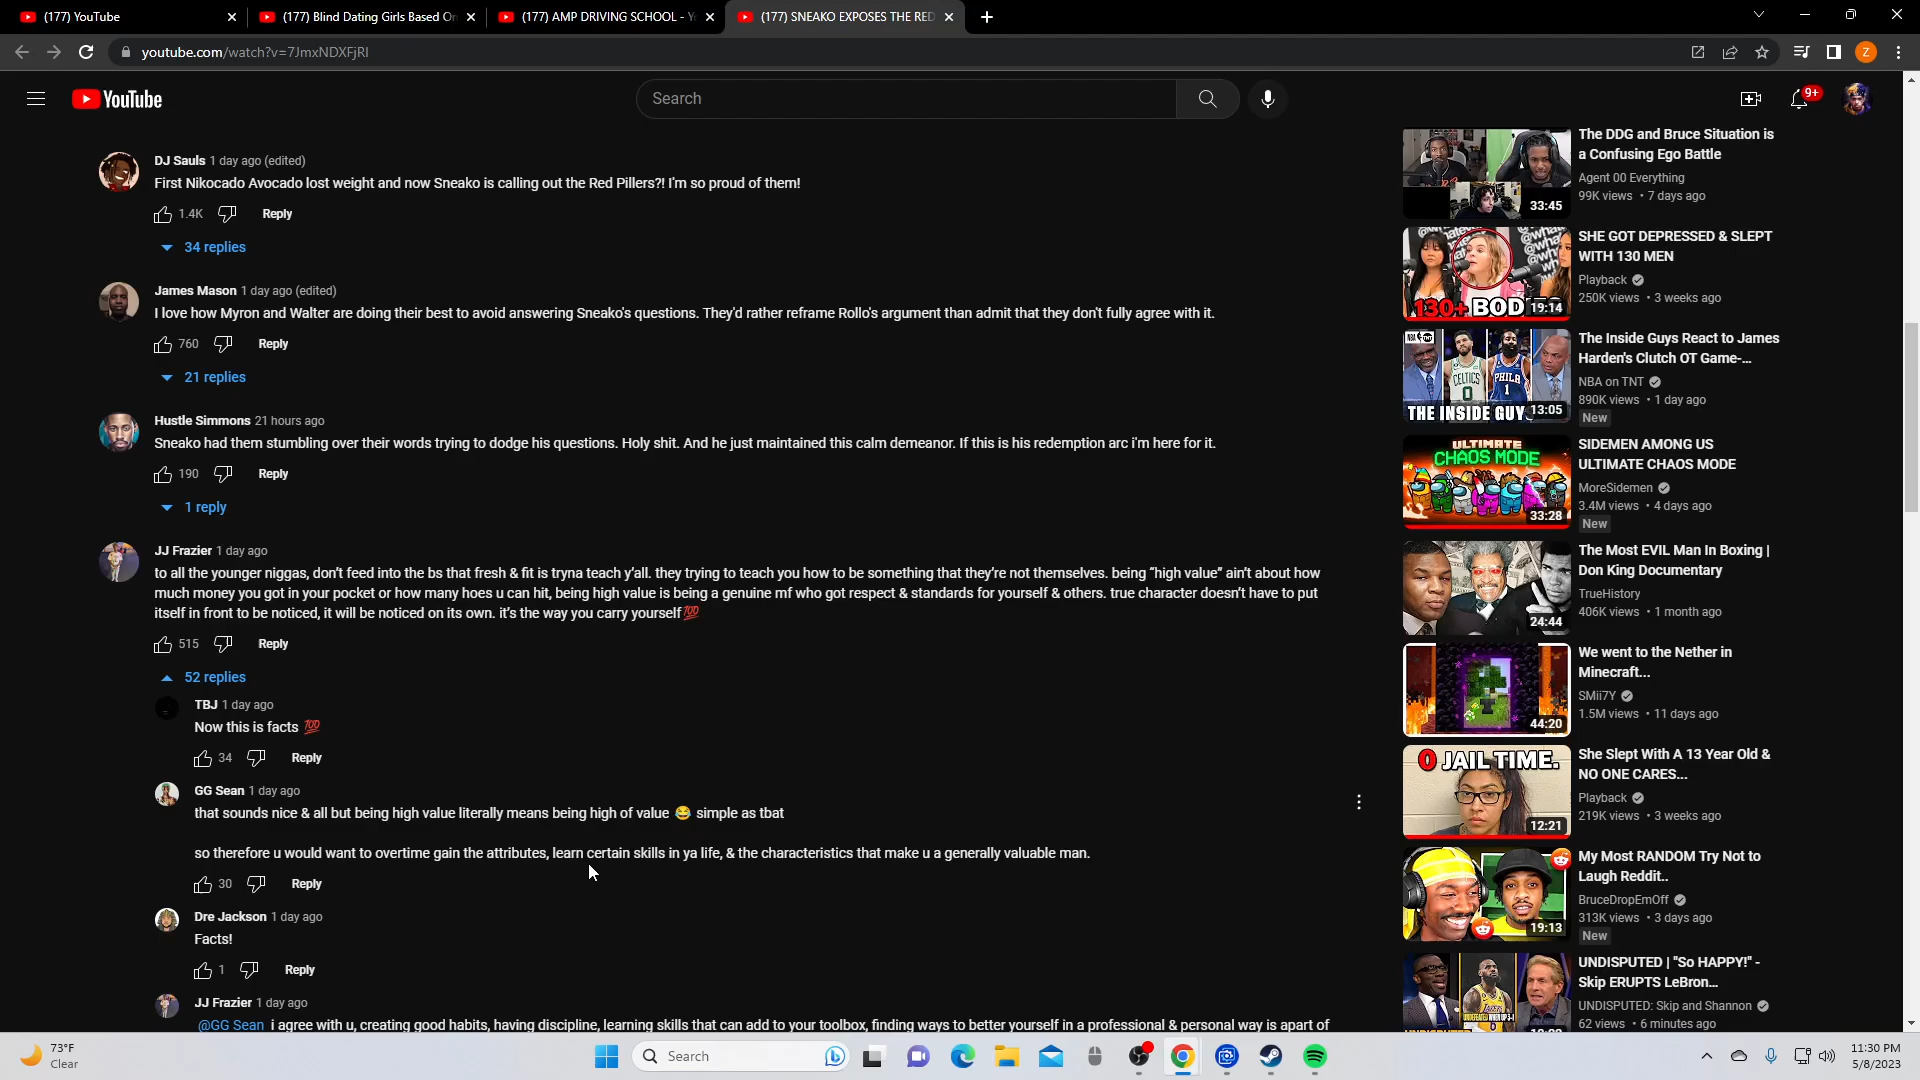 (177) YouTube
(177) Blind Dating Girls Based On
(177) AMP DRIVING SCHOOL - Y
(177) SNEAKO EXPOSES THE RED
youtube.com/watch?v=7JmxNDXFjRI
Z
YouTube
Search
9+
DJ Sauls 1 day ago (edited)
First Nikocado Avocado lost weight and now Sneako is calling out the Red Pillers?! I'm so proud of them!
1.4K Reply
34 replies
James Mason 1 day ago (edited)
I love how Myron and Walter are doing their best to avoid answering Sneako's questions. They'd rather reframe Rollo's argument than admit that they don't fully agree with it.
760 Reply
21 replies
Hustle Simmons 21 hours ago
Sneako had them stumbling over their words trying to dodge his questions. Holy shit. And he just maintained this calm demeanor. If this is his redemption arc i'm here for it.
190 Reply
1 reply
JJ Frazier 1 day ago
to all the younger niggas, don't feed into the bs that fresh & fit is tryna teach y'all. they trying to teach you how to be something that they're not themselves. being “high value” ain't about how
much money you got in your pocket or how many hoes u can hit, being high value is being a genuine mf who got respect & standards for yourself & others. true character doesn't have to put
itself in front to be noticed, it will be noticed on its own. it's the way you carry yourself💯
515 Reply
52 replies
TBJ 1 day ago
Now this is facts 💯
34 Reply
GG Sean 1 day ago
that sounds nice & all but being high value literally means being high of value 😂 simple as tbat
so therefore u would want to overtime gain the attributes, learn certain skills in ya life, & the characteristics that make u a generally valuable man.
30 Reply
Dre Jackson 1 day ago
Facts!
1 Reply
JJ Frazier 1 day ago
@GG Sean i agree with u, creating good habits, having discipline, learning skills that can add to your toolbox, finding ways to better yourself in a professional & personal way is apart of
33:45
The DDG and Bruce Situation is
a Confusing Ego Battle
Agent 00 Everything
99K views • 7 days ago
130+ BODIES
19:14
SHE GOT DEPRESSED & SLEPT
WITH 130 MEN
Playback
250K views • 3 weeks ago
CELTICS
0
PHILA
1
THE INSIDE GUYS
13:05
The Inside Guys React to James
Harden's Clutch OT Game-...
NBA on TNT
890K views • 1 day ago
New
ULTIMATE
CHAOS MODE
33:28
SIDEMEN AMONG US
ULTIMATE CHAOS MODE
MoreSidemen
3.4M views • 4 days ago
New
24:44
The Most EVIL Man In Boxing |
Don King Documentary
TrueHistory
406K views • 1 month ago
44:20
We went to the Nether in
Minecraft...
SMii7Y
1.5M views • 11 days ago
0 JAIL TIME.
12:21
She Slept With A 13 Year Old &
NO ONE CARES...
Playback
219K views • 3 weeks ago
19:13
My Most RANDOM Try Not to
Laugh Reddit..
BruceDropEmOff
313K views • 3 days ago
New
UNDISPUTED | "So HAPPY!" -
Skip ERUPTS LeBron...
UNDISPUTED: Skip and Shannon
62 views • 6 minutes ago
73°F
Clear
Search
11:30 PM
5/8/2023